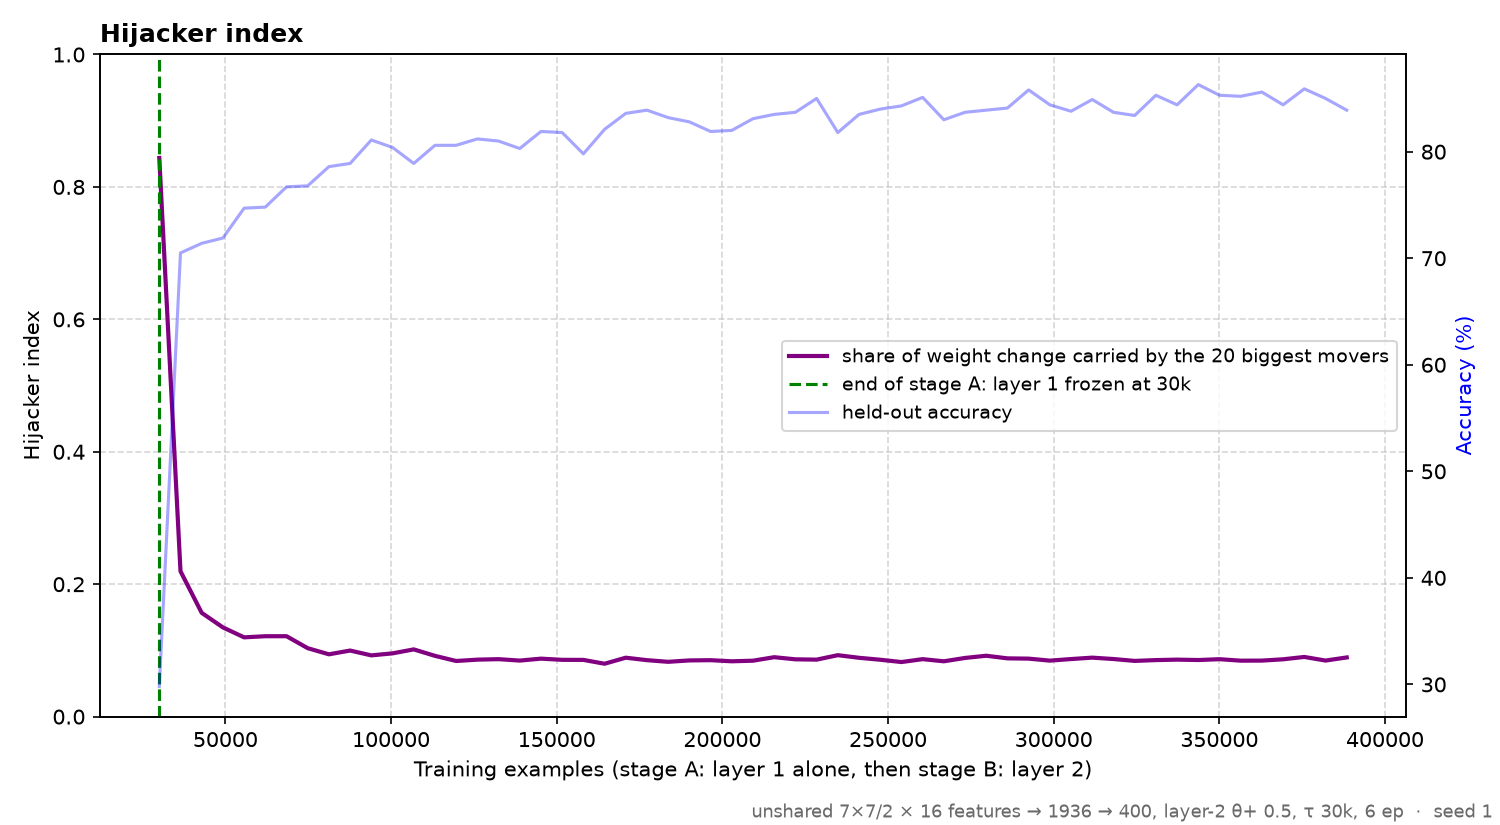 Hijacker index
1.0
0.8
0.6
0.4
0.2
0.0
Hijacker index
80
70
60
50
40
30
Accuracy (%)
share of weight change carried by the 20 biggest movers
end of stage A: layer 1 frozen at 30k
held-out accuracy
50000 100000 150000 200000 250000 300000 350000 400000
Training examples (stage A: layer 1 alone, then stage B: layer 2)
unshared 7×7/2 × 16 features → 1936 → 400, layer-2 θ+ 0.5, τ 30k, 6 ep · seed 1